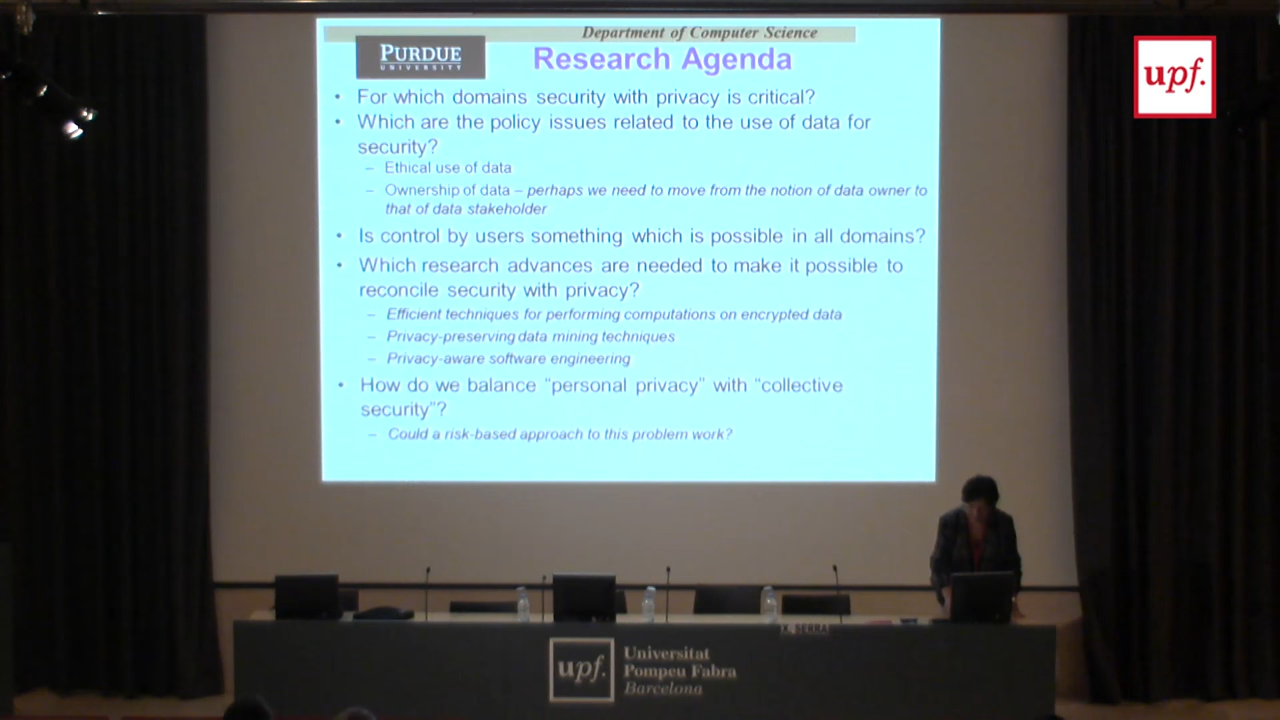 Department of Computer Science
PURDUE
UNIVERSITY
Research Agenda
upf.
• For which domains security with privacy is critical?
• Which are the policy issues related to the use of data for
security?
– Ethical use of data
– Ownership of data – perhaps we need to move from the notion of data owner to
that of data stakeholder
• Is control by users something which is possible in all domains?
• Which research advances are needed to make it possible to
reconcile security with privacy?
– Efficient techniques for performing computations on encrypted data
– Privacy-preserving data mining techniques
– Privacy-aware software engineering
• How do we balance “personal privacy” with “collective
security”?
– Could a risk-based approach to this problem work?
X. SERRA
upf.
Universitat
Pompeu Fabra
Barcelona